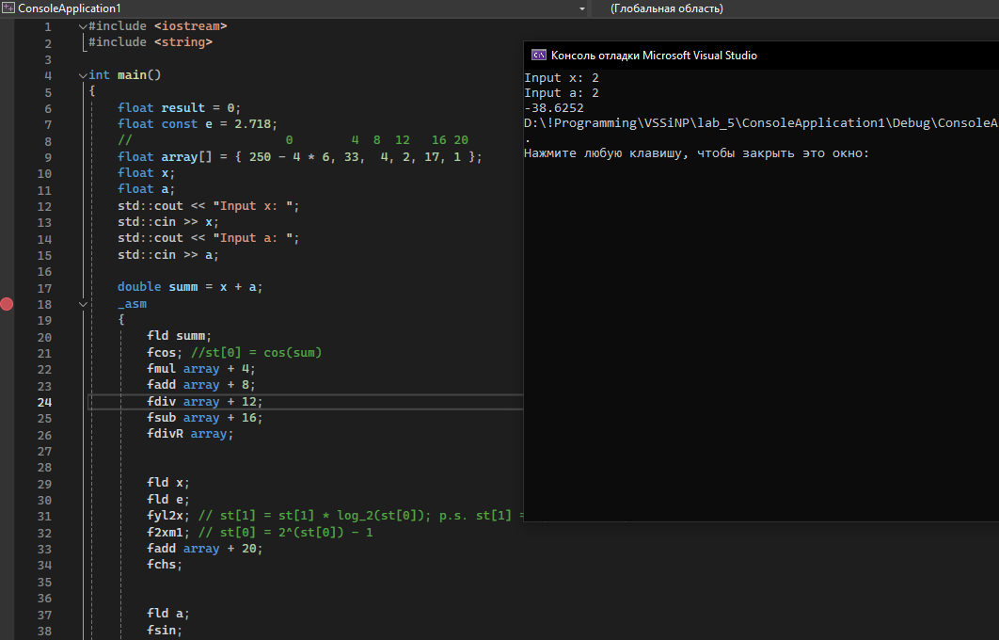 ConsoleApplication1
(Глобальная область)
1 #include <iostream>
2 #include <string>
3
4 int main()
5 {
6 float result = 0;
7 float const e = 2.718;
8 // 0 4 8 12 16 20
9 float array[] = { 250 - 4 * 6, 33, 4, 2, 17, 1 };
10 float x;
11 float a;
12 std::cout << "Input x: ";
13 std::cin >> x;
14 std::cout << "Input a: ";
15 std::cin >> a;
16
17 double summ = x + a;
18 _asm
19 {
20 fld summ;
21 fcos; //st[0] = cos(sum)
22 fmul array + 4;
23 fadd array + 8;
24 fdiv array + 12;
25 fsub array + 16;
26 fdivR array;
27
28
29 fld x;
30 fld e;
31 fyl2x; // st[1] = st[1] * log_2(st[0]); p.s. st[1] =
32 f2xm1; // st[0] = 2^(st[0]) - 1
33 fadd array + 20;
34 fchs;
35
36
37 fld a;
38 fsin;
Консоль отладки Microsoft Visual Studio
Input x: 2
Input a: 2
-38.6252
D:\!Programming\VSSiNP\lab_5\ConsoleApplication1\Debug\ConsoleA
.
Нажмите любую клавишу, чтобы закрыть это окно: